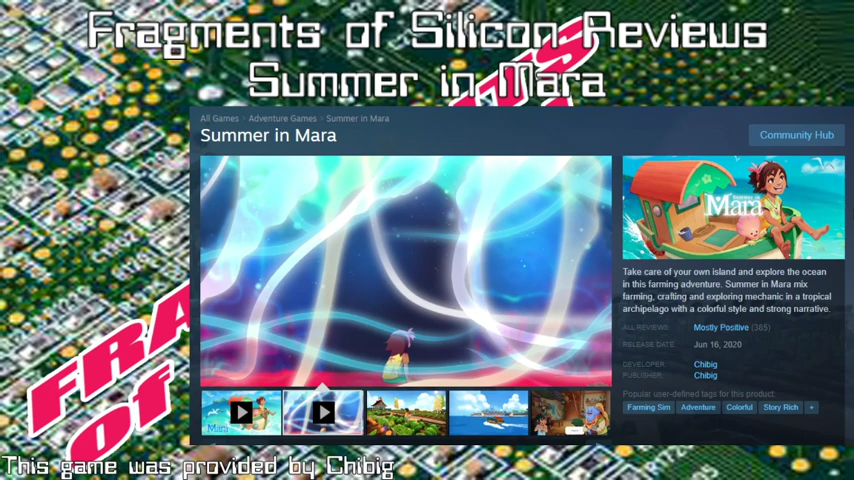 Fragments of Silicon Reviews
Summer in Mara
All Games > Adventure Games > Summer in Mara
Summer in Mara
Community Hub
Mara
Take care of your own island and explore the ocean
in this farming adventure. Summer in Mara mix
farming, crafting and exploring mechanic in a tropical
archipelago with a colorful style and strong narrative.
ALL REVIEWS: Mostly Positive (365)
RELEASE DATE: Jun 16, 2020
DEVELOPER: Chibig
PUBLISHER: Chibig
Popular user-defined tags for this product:
Farming Sim Adventure Colorful Story Rich +
Mara
FRA
of
This game was provided by Chibig